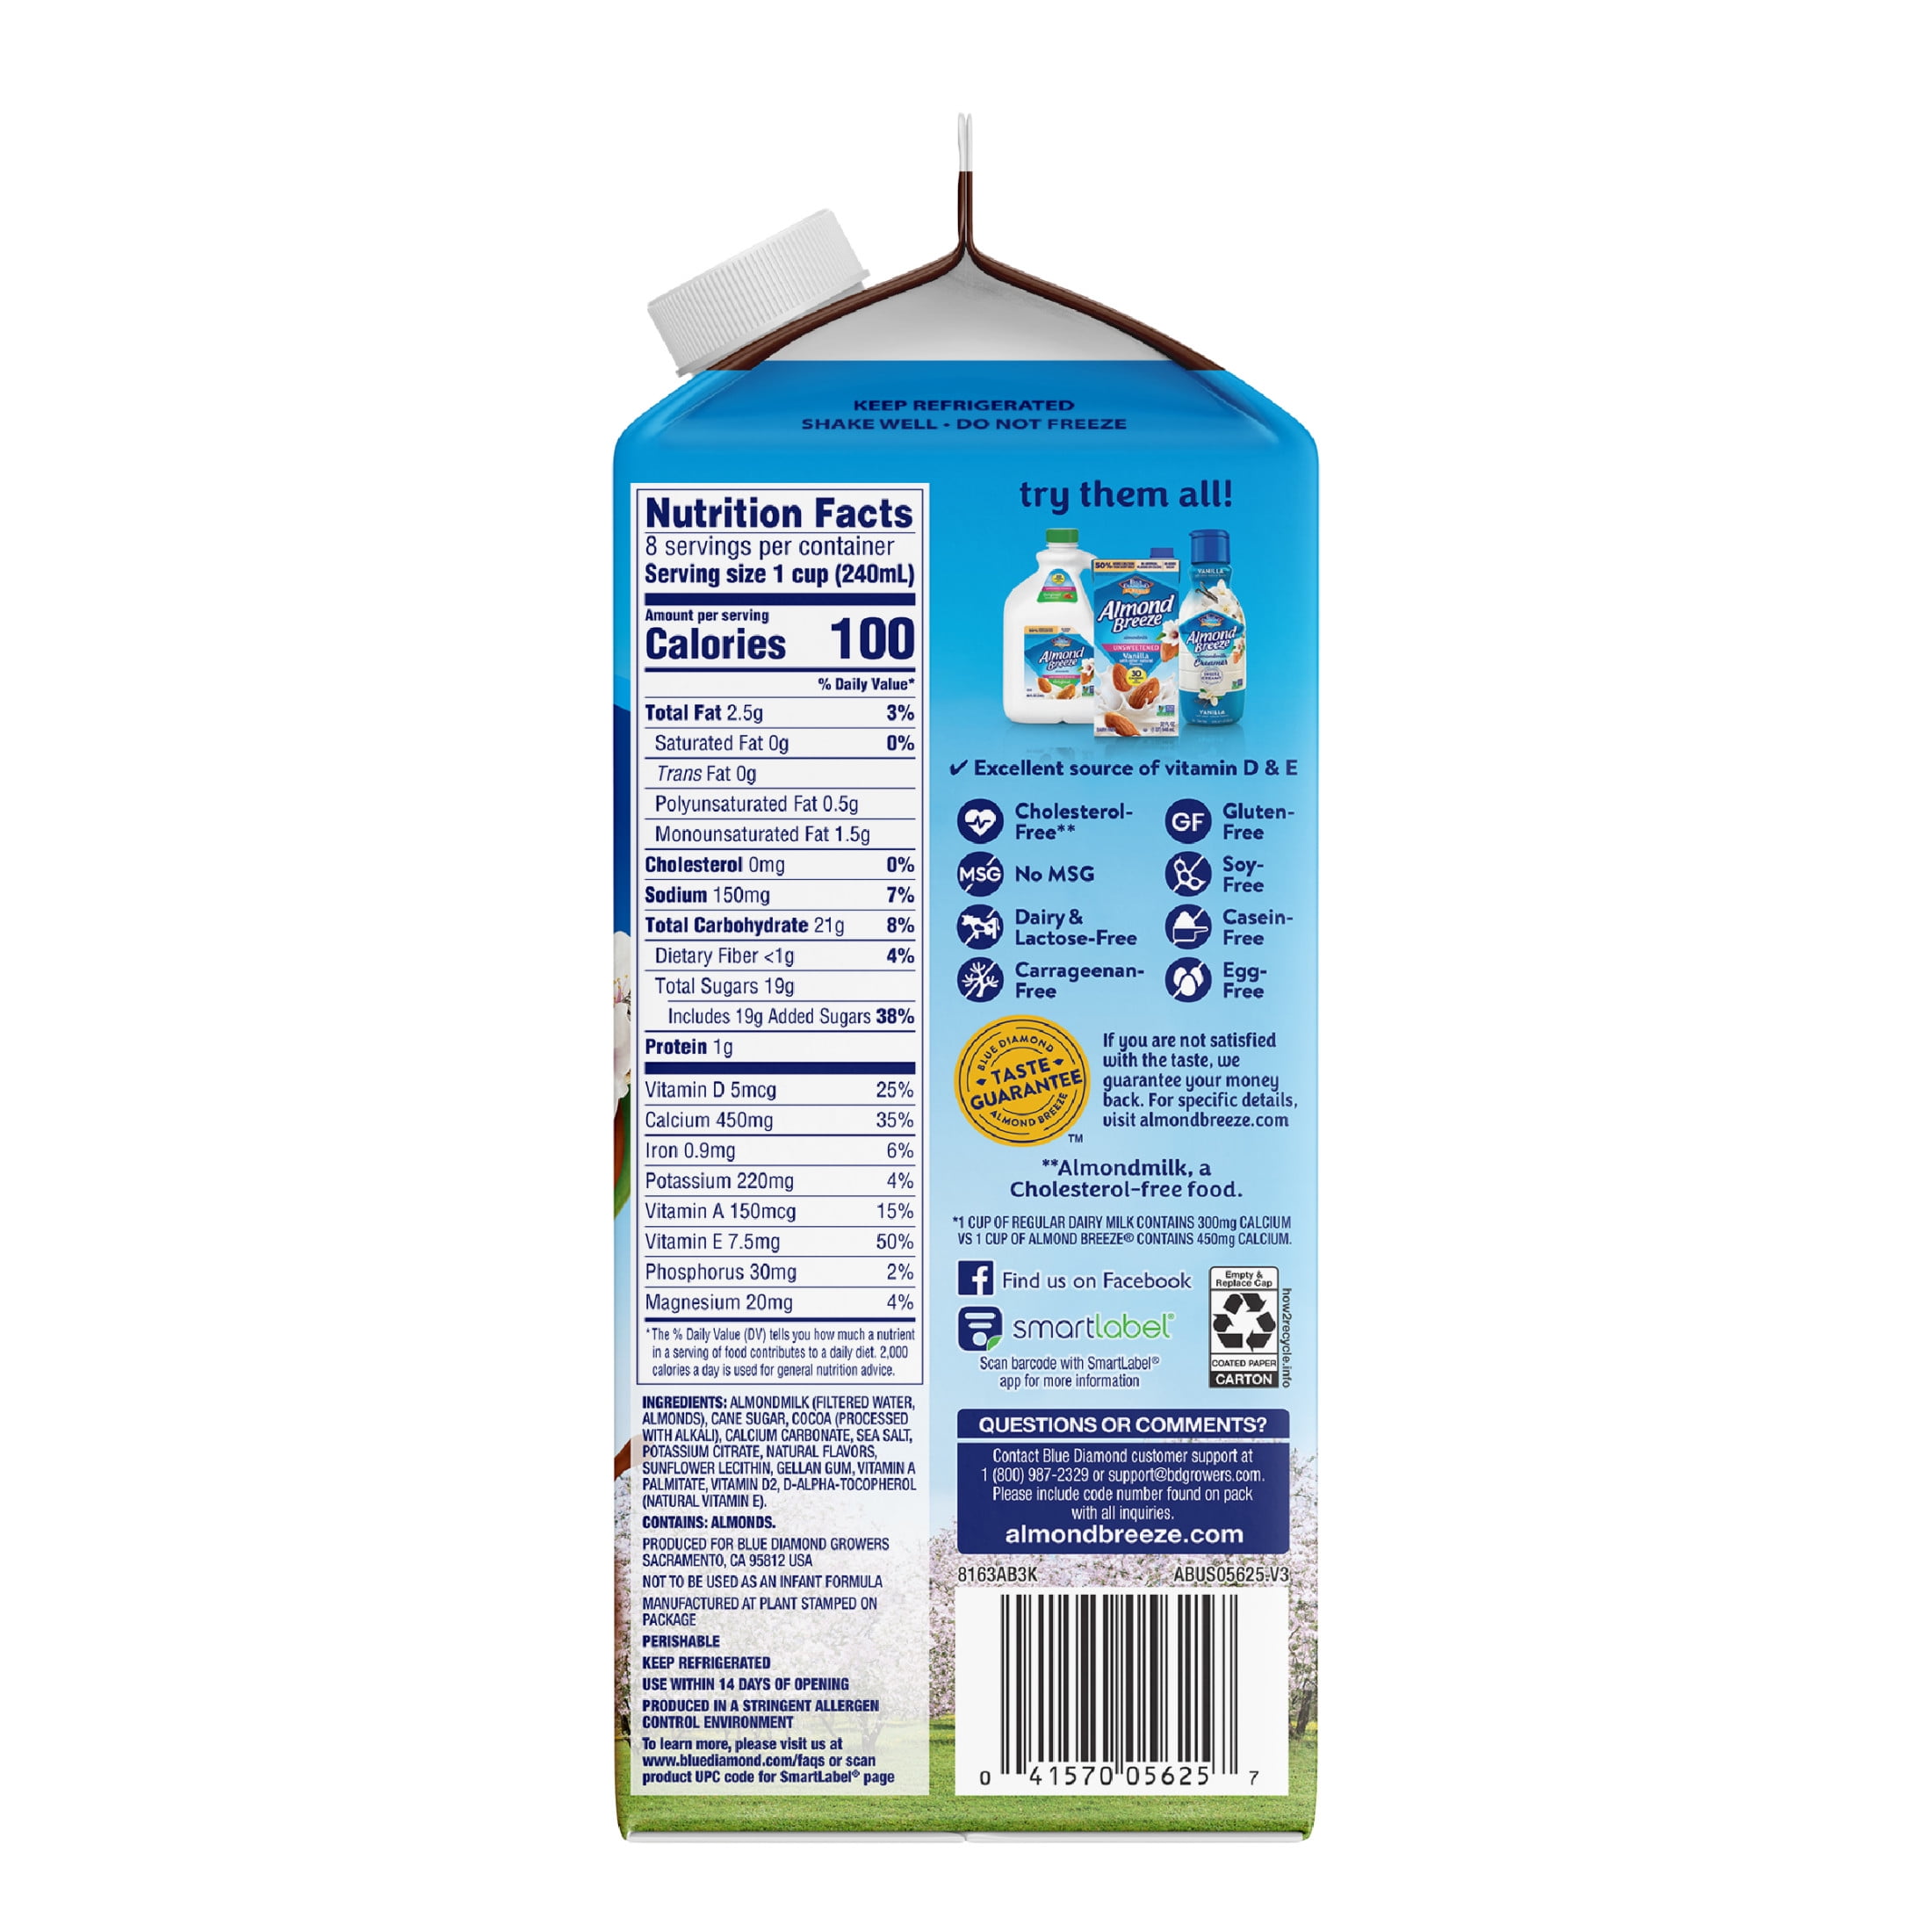 KEEP REFRIGERATED
SHAKE WELL • DO NOT FREEZE
Nutrition Facts
8 servings per container
Serving size 1 cup (240mL)
Amount per serving
Calories 100
% Daily Value*
Total Fat 2.5g 3%
Saturated Fat 0g 0%
Trans Fat 0g
Polyunsaturated Fat 0.5g
Monounsaturated Fat 1.5g
Cholesterol 0mg 0%
Sodium 150mg 7%
Total Carbohydrate 21g 8%
Dietary Fiber <1g 4%
Total Sugars 19g
Includes 19g Added Sugars 38%
Protein 1g
Vitamin D 5mcg 25%
Calcium 450mg 35%
Iron 0.9mg 6%
Potassium 220mg 4%
Vitamin A 150mcg 15%
Vitamin E 7.5mg 50%
Phosphorus 30mg 2%
Magnesium 20mg 4%
*The % Daily Value (DV) tells you how much a nutrient
in a serving of food contributes to a daily diet. 2,000
calories a day is used for general nutrition advice.
INGREDIENTS: ALMONDMILK (FILTERED WATER,
ALMONDS), CANE SUGAR, COCOA (PROCESSED
WITH ALKALI), CALCIUM CARBONATE, SEA SALT,
POTASSIUM CITRATE, NATURAL FLAVORS,
SUNFLOWER LECITHIN, GELLAN GUM, VITAMIN A
PALMITATE, VITAMIN D2, D-ALPHA-TOCOPHEROL
(NATURAL VITAMIN E).
CONTAINS: ALMONDS.
PRODUCED FOR BLUE DIAMOND GROWERS
SACRAMENTO, CA 95812 USA
NOT TO BE USED AS AN INFANT FORMULA
MANUFACTURED AT PLANT STAMPED ON
PACKAGE
PERISHABLE
KEEP REFRIGERATED
USE WITHIN 14 DAYS OF OPENING
PRODUCED IN A STRINGENT ALLERGEN
CONTROL ENVIRONMENT
To learn more, please visit us at
www.bluediamond.com/faqs or scan
product UPC code for SmartLabel® page
try them all!
Almond
Breeze
Almond
Breeze
UNSWEETENED
Vanilla
30
VANILLA
Almond
Breeze
Creamer
VANILLA
✔ Excellent source of vitamin D & E
Cholesterol-
Free**
GF
Gluten-
Free
MSG
No MSG
Soy-
Free
Dairy &
Lactose-Free
Casein-
Free
Carrageenan-
Free
Egg-
Free
BLUE DIAMOND
TASTE
GUARANTEE
ALMOND BREEZE
TM
If you are not satisfied
with the taste, we
guarantee your money
back. For specific details,
visit almondbreeze.com
**Almondmilk, a
Cholesterol-free food.
*1 CUP OF REGULAR DAIRY MILK CONTAINS 300mg CALCIUM
VS 1 CUP OF ALMOND BREEZE® CONTAINS 450mg CALCIUM.
Find us on Facebook
smartlabel®
Scan barcode with SmartLabel®
app for more information
Empty &
Replace Cap
COATED PAPER
CARTON
how2recycle.info
QUESTIONS OR COMMENTS?
Contact Blue Diamond customer support at
1 (800) 987-2329 or support@bdgrowers.com.
Please include code number found on pack
with all inquiries.
almondbreeze.com
8163AB3K ABUS05625.V3
0 41570 05625 7